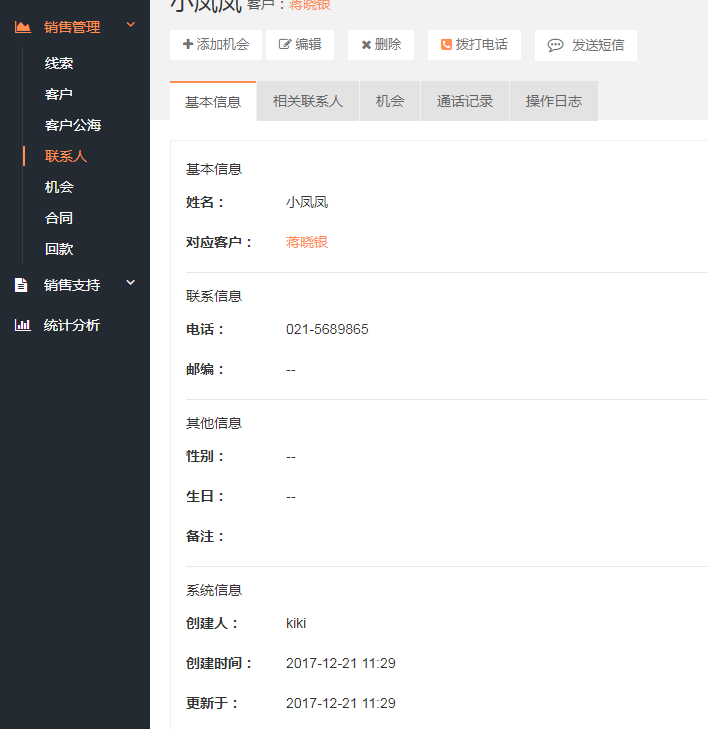 销售管理
线索
客户
客户公海
联系人
机会
合同
回款
销售支持
统计分析
小凤凤 客户：蒋晓银
添加机会 编辑 删除 拨打电话 发送短信
基本信息 相关联系人 机会 通话记录 操作日志
基本信息
姓名： 小凤凤
对应客户： 蒋晓银
联系信息
电话： 021-5689865
邮编： --
其他信息
性别： --
生日： --
备注：
系统信息
创建人： kiki
创建时间： 2017-12-21 11:29
更新于： 2017-12-21 11:29